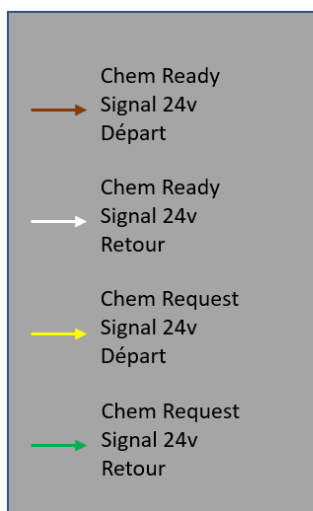 Chem Ready
Signal 24v
Départ
Chem Ready
Signal 24v
Retour
Chem Request
Signal 24v
Départ
Chem Request
Signal 24v
Retour